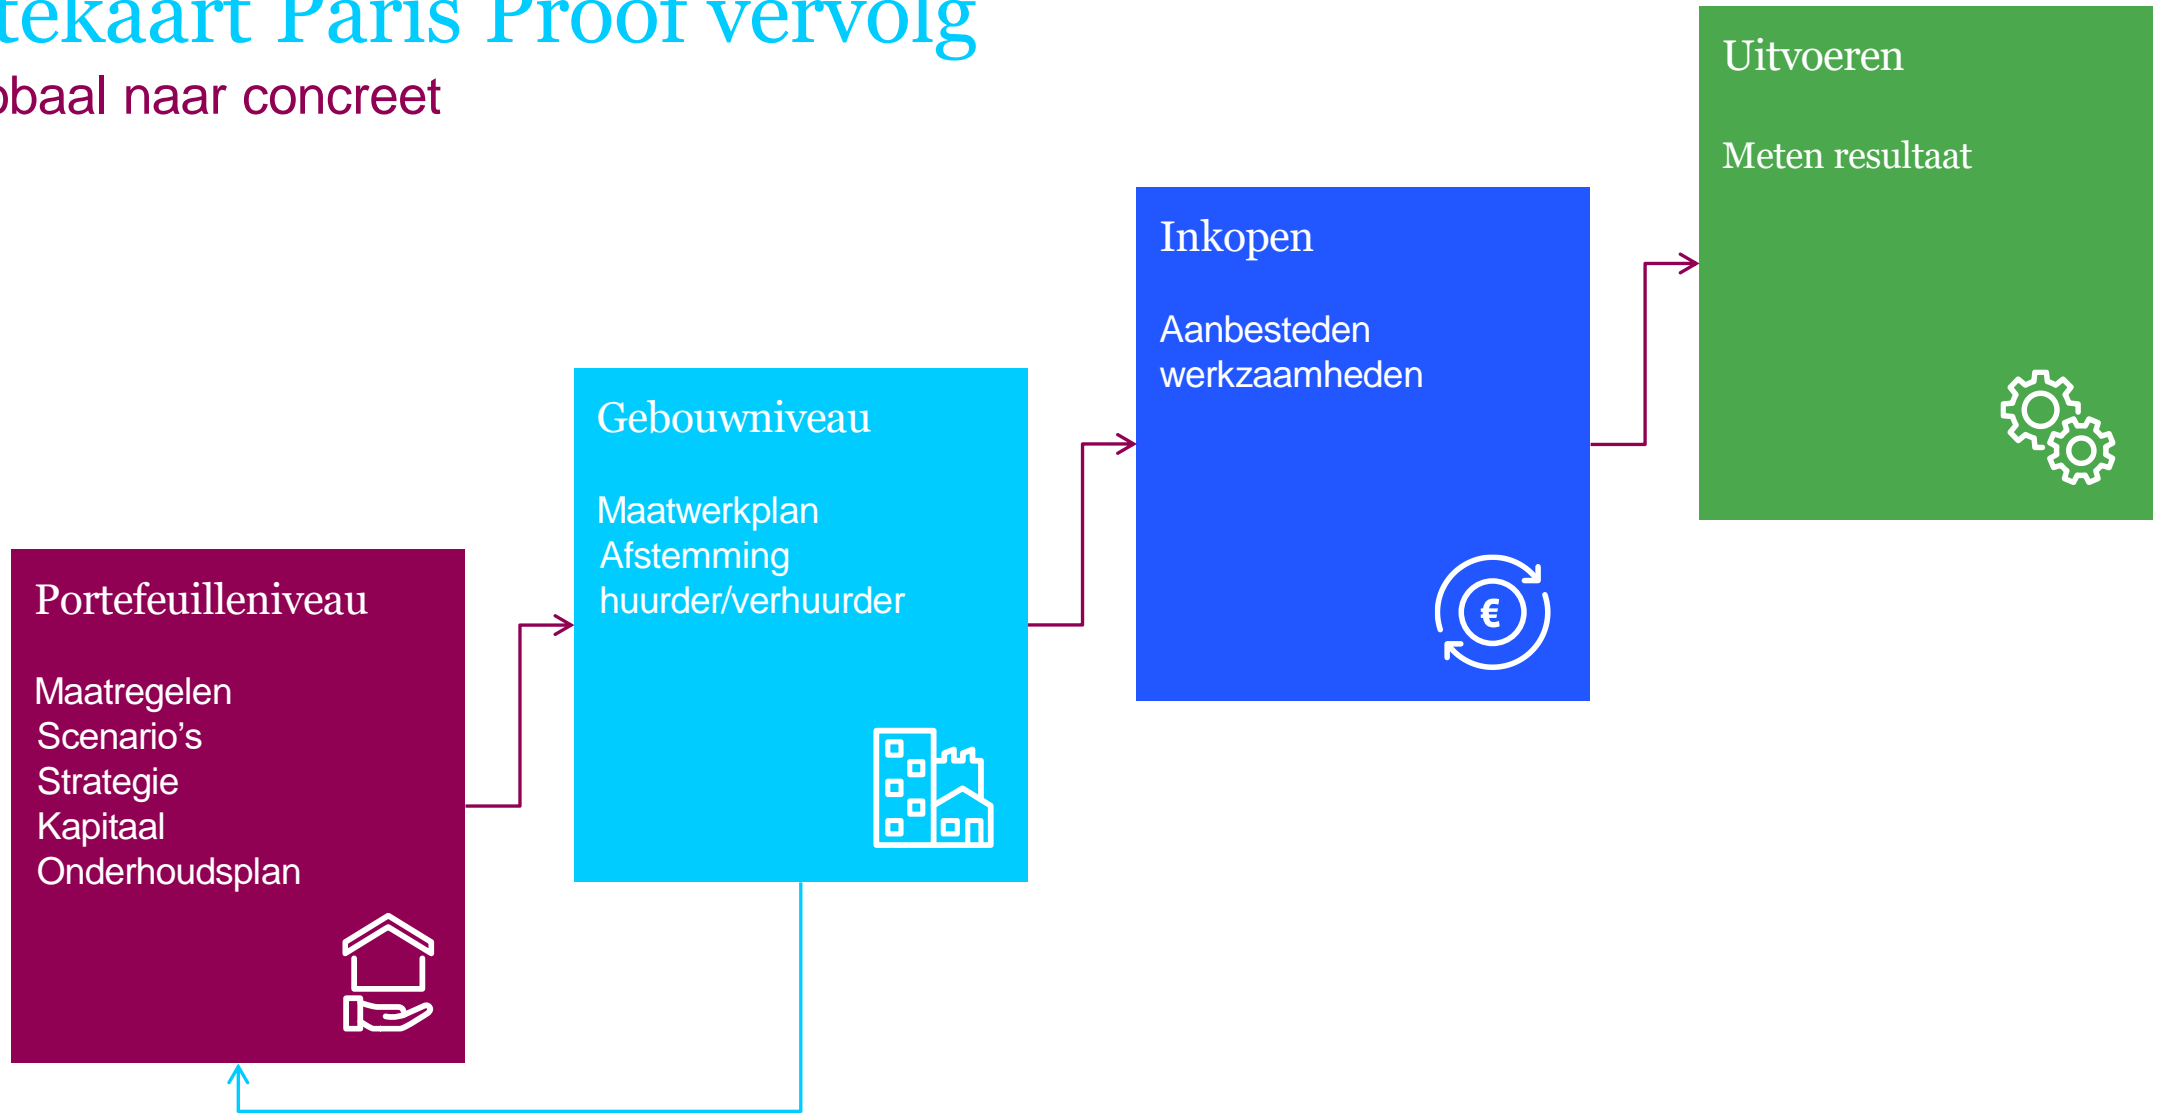 tekaart Paris Proof vervolg
obaal naar concreet
Portefeuilleniveau
Maatregelen
Scenario’s
Strategie
Kapitaal
Onderhoudsplan
Gebouwniveau
Maatwerkplan
Afstemming
huurder/verhuurder
Inkopen
Aanbesteden
werkzaamheden
€
Uitvoeren
Meten resultaat